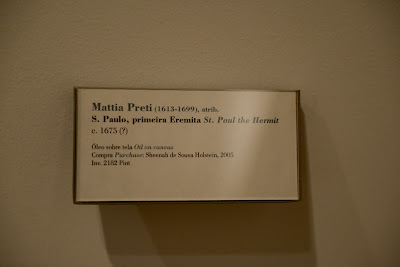 Mattia Preti (1613-1699), atrib.
S. Paulo, primeira Eremita St. Paul the Hermit
c. 1675 (?)
Óleo sobre tela Oil on canvas
Compra Purchase: Sheenah de Sousa Holstein, 2005
Inv. 2182 Pint